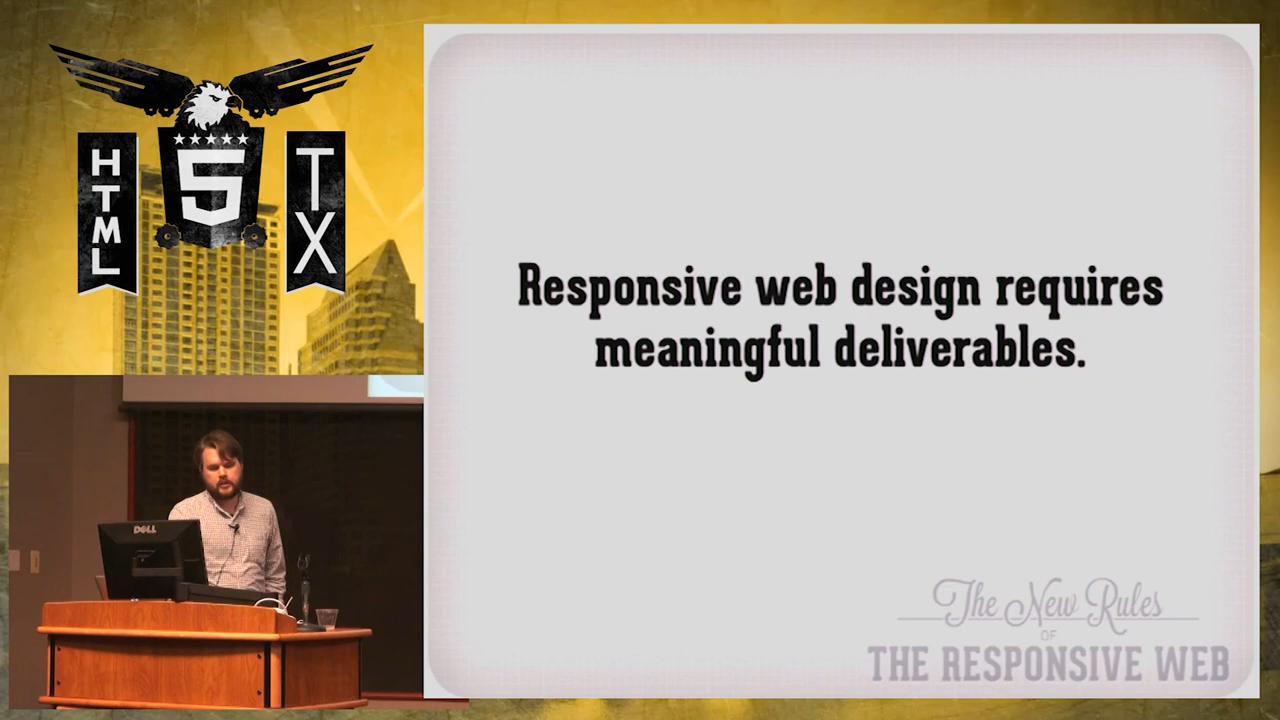 HTML
5
TX
Responsive web design requires
meaningful deliverables.
The New Rules
OF
THE RESPONSIVE WEB
DELL